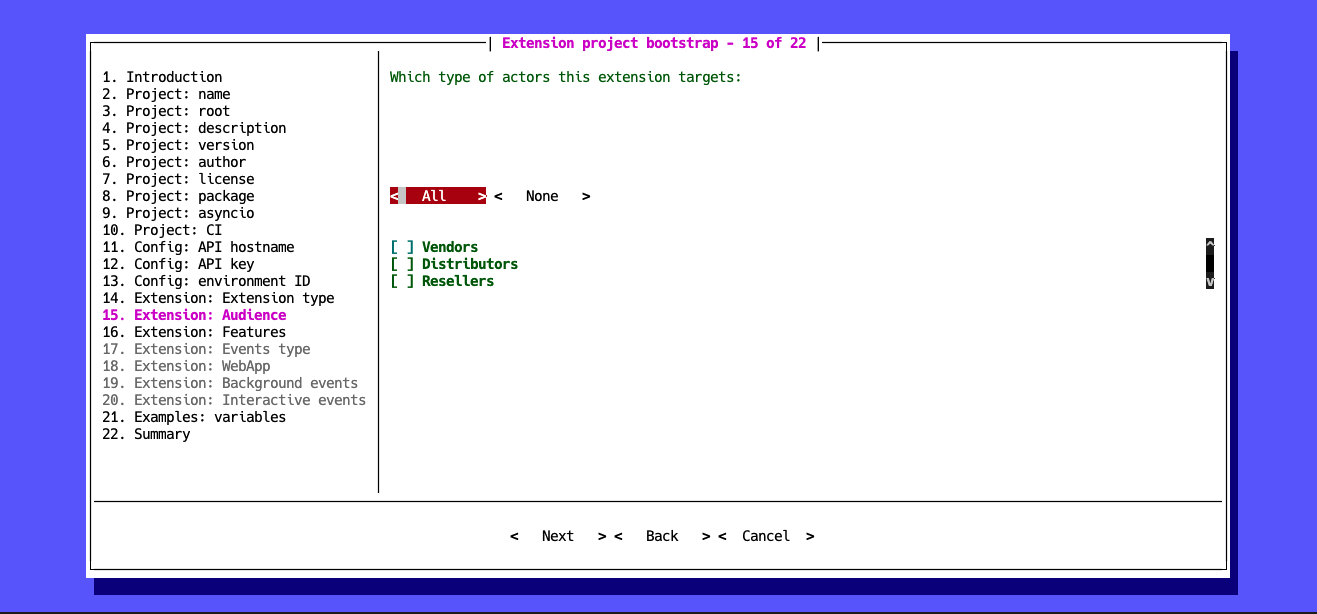 Extension project bootstrap - 15 of 22
1. Introduction
2. Project: name
3. Project: root
4. Project: description
5. Project: version
6. Project: author
7. Project: license
8. Project: package
9. Project: asyncio
10. Project: CI
11. Config: API hostname
12. Config: API key
13. Config: environment ID
14. Extension: Extension type
15. Extension: Audience
16. Extension: Features
17. Extension: Events type
18. Extension: WebApp
19. Extension: Background events
20. Extension: Interactive events
21. Examples: variables
22. Summary
Which type of actors this extension targets:
< All > < None >
[ ] Vendors ^
[ ] Distributors
[ ] Resellers v
< Next > < Back > < Cancel >